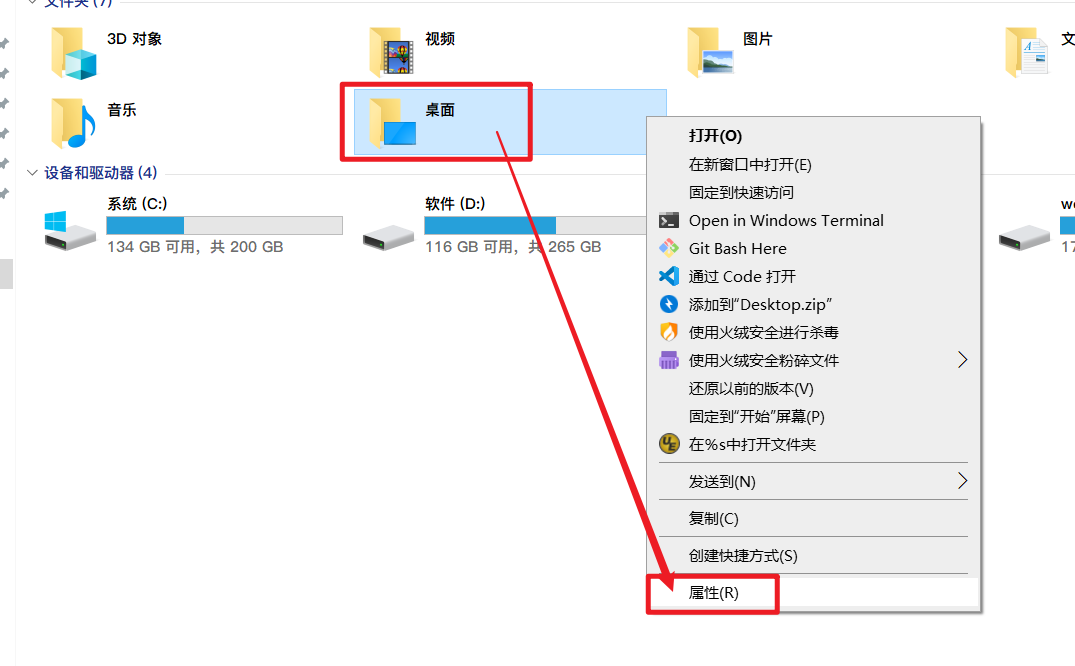 文件夹 (7)
3D 对象
视频
图片
文
音乐
桌面
设备和驱动器 (4)
系统 (C:)
134 GB 可用，共 200 GB
软件 (D:)
116 GB 可用，共 265 GB
we
17
打开(O)
在新窗口中打开(E)
固定到快速访问
Open in Windows Terminal
Git Bash Here
通过 Code 打开
添加到“Desktop.zip”
使用火绒安全进行杀毒
使用火绒安全粉碎文件
还原以前的版本(V)
固定到“开始”屏幕(P)
UE
在%s中打开文件夹
发送到(N)
复制(C)
创建快捷方式(S)
属性(R)